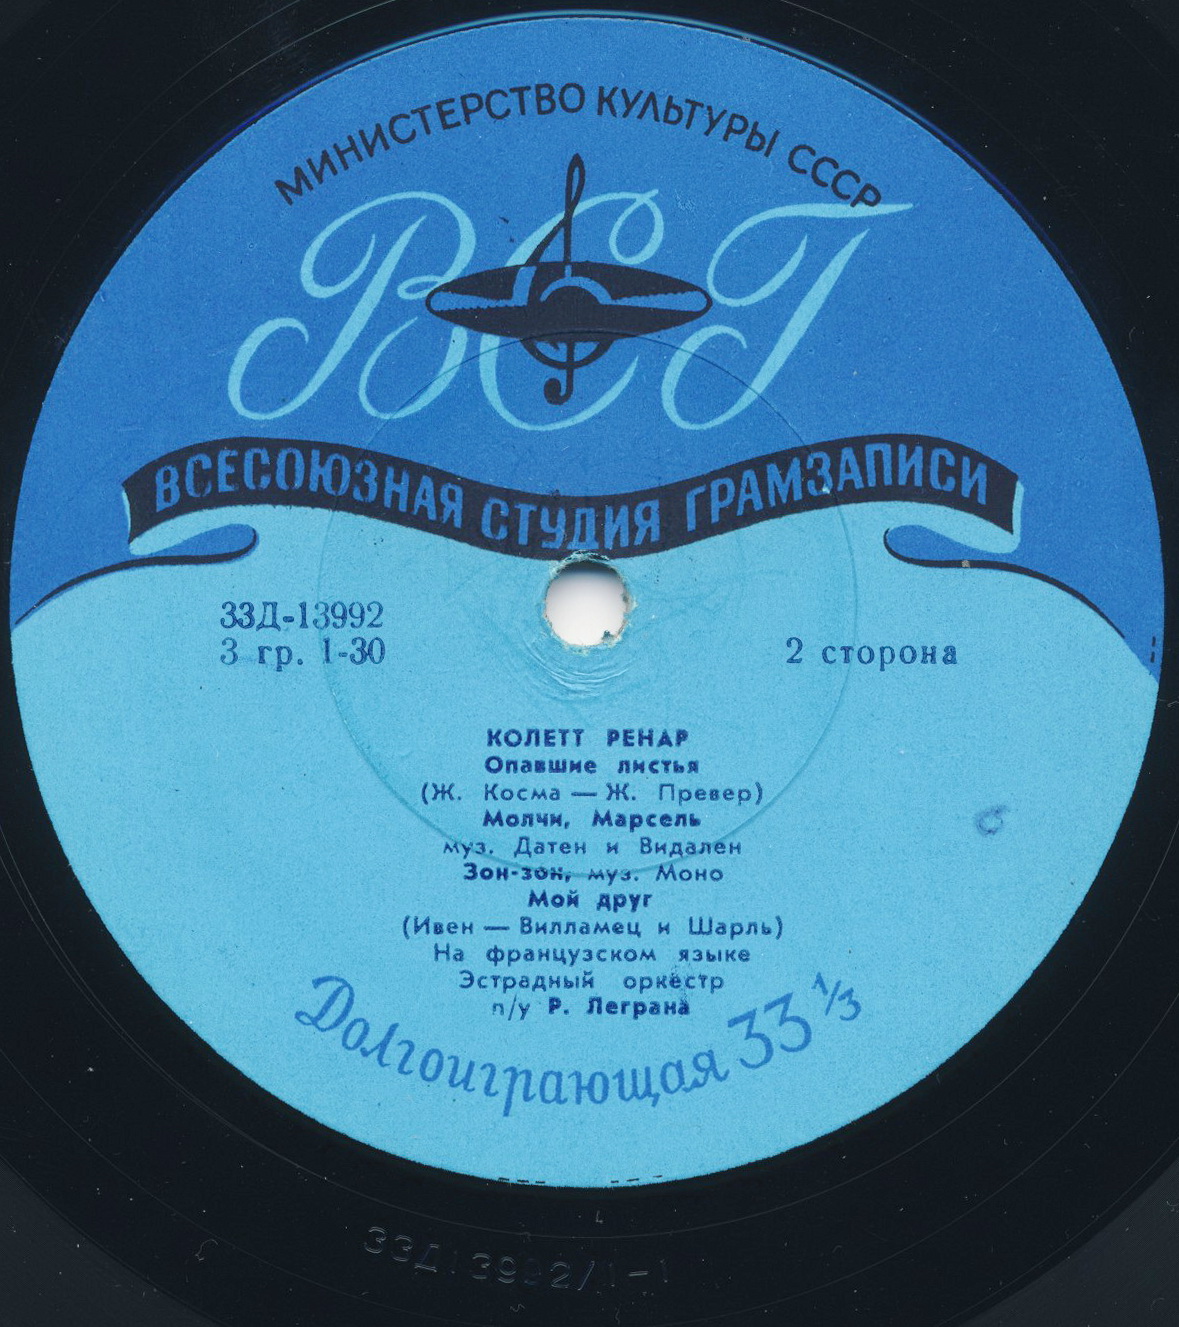 МИНИСТЕРСТВО КУЛЬТУРЫ СССР
ВСГ
ВСЕСОЮЗНАЯ СТУДИЯ ГРАМЗАПИСИ
33Д-13992
3 гр. 1-30
2 сторона
КОЛЕТТ РЕНАР
Опавшие листья
(Ж. Косма — Ж. Превер)
Молчи, Марсель
муз. Датен и Видален
Зон-зон, муз. Моно
Мой друг
(Ивен — Вилламец и Шарль)
На французском языке
Эстрадный оркестр
п/у Р. Леграна
Долгоиграющая 33 1/3
33Д13992/1-1